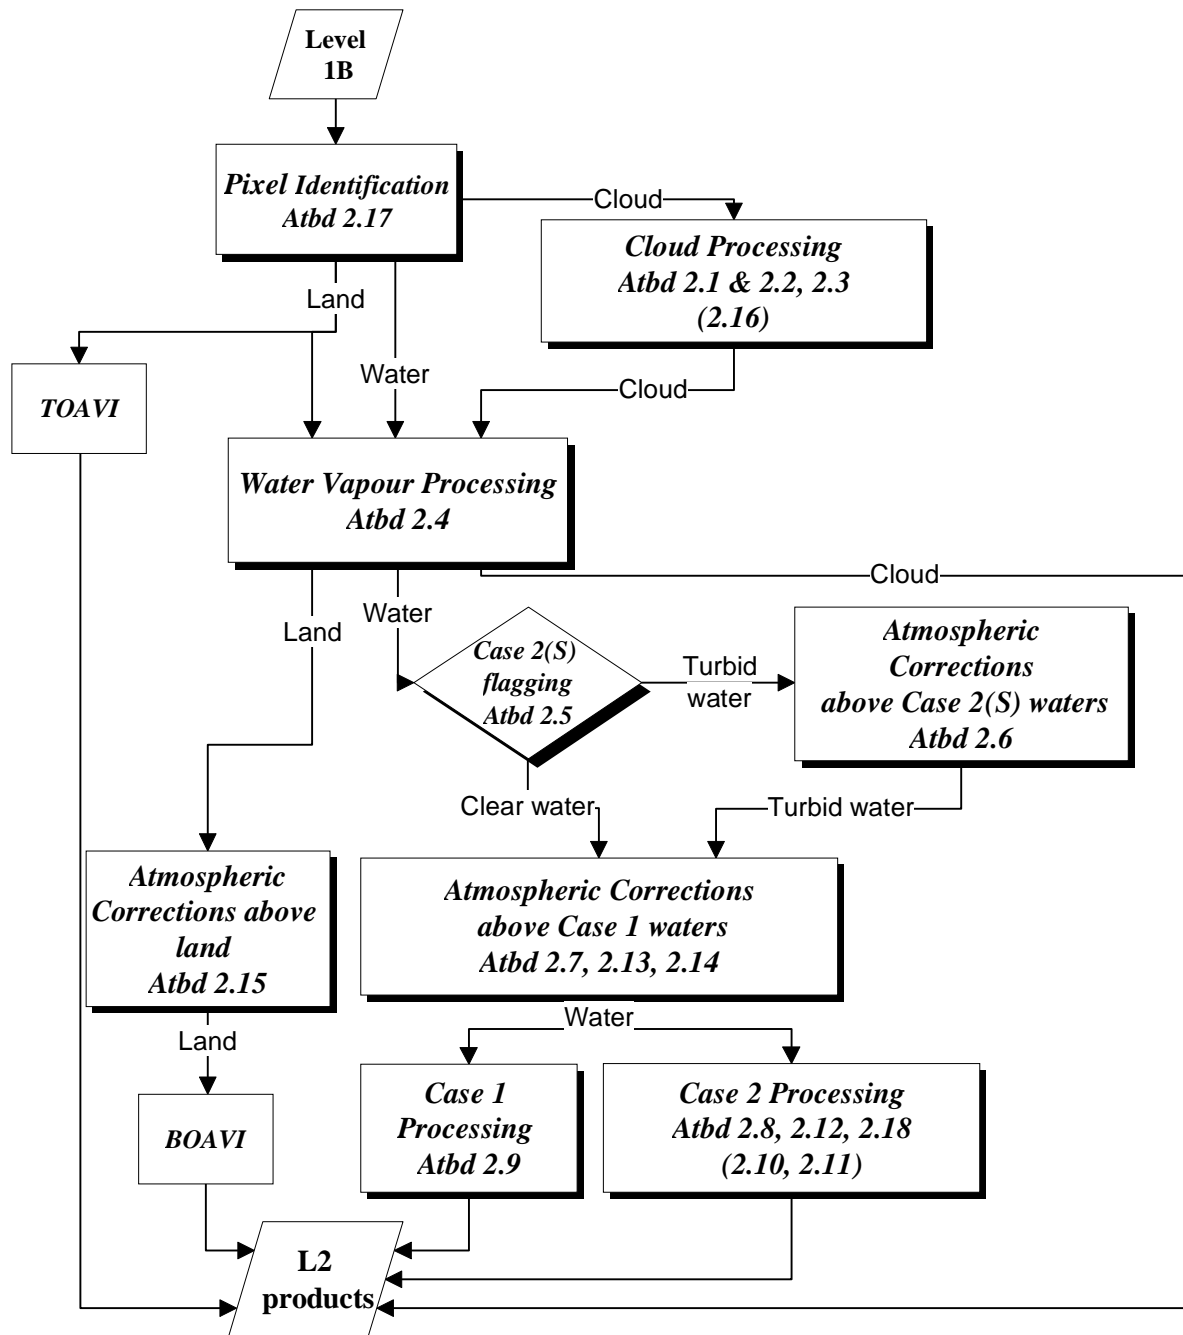 Level
1B
Pixel Identification
Atbd 2.17
Cloud
Cloud Processing
Atbd 2.1 & 2.2, 2.3
(2.16)
Land
Water
Cloud
TOAVI
Water Vapour Processing
Atbd 2.4
Cloud
Land
Water
Case 2(S)
flagging
Atbd 2.5
Turbid
water
Atmospheric
Corrections
above Case 2(S) waters
Atbd 2.6
Clear water
Turbid water
Atmospheric
Corrections above
land
Atbd 2.15
Atmospheric Corrections
above Case 1 waters
Atbd 2.7, 2.13, 2.14
Land
Water
BOAVI
Case 1
Processing
Atbd 2.9
Case 2 Processing
Atbd 2.8, 2.12, 2.18
(2.10, 2.11)
L2
products